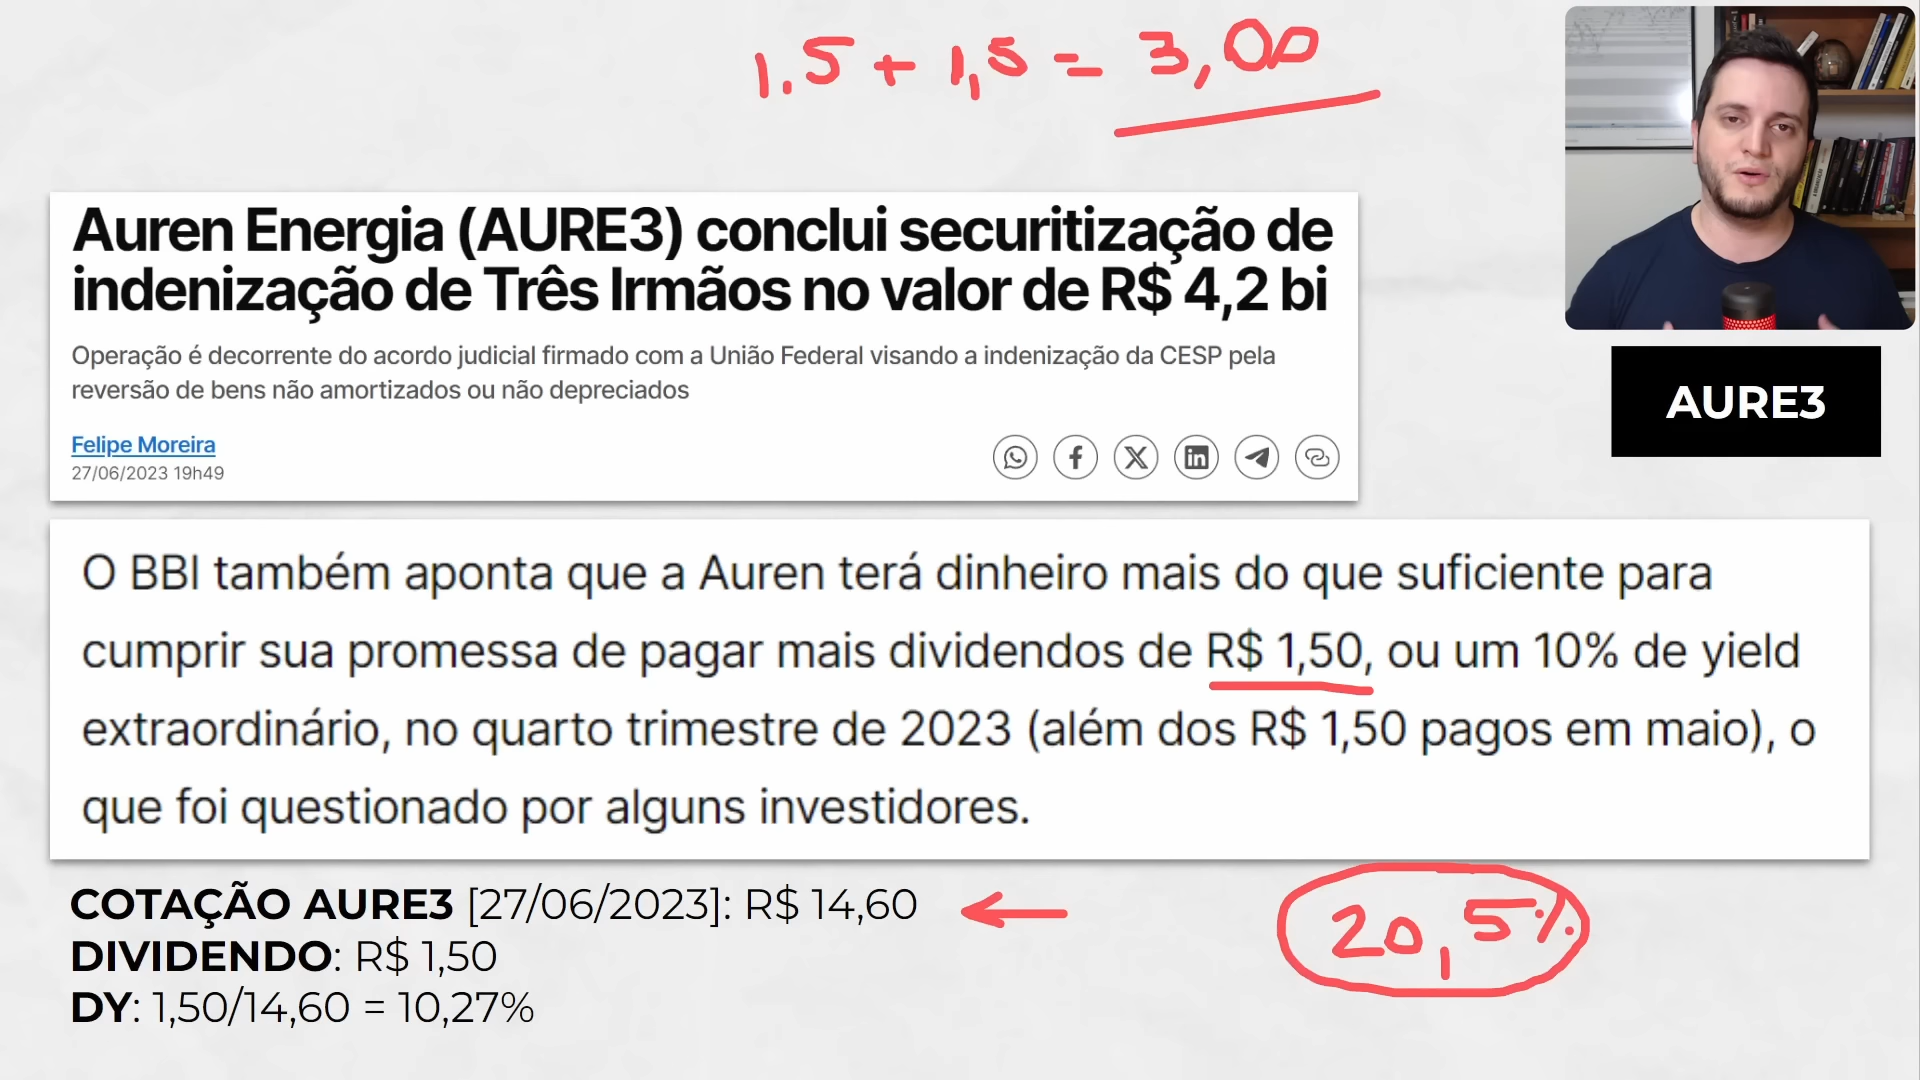 1.5 + 1,5 = 3,00
Auren Energia (AURE3) conclui securitização de
indenização de Três Irmãos no valor de R$ 4,2 bi
Operação é decorrente do acordo judicial firmado com a União Federal visando a indenização da CESP pela
reversão de bens não amortizados ou não depreciados
Felipe Moreira
27/06/2023 19h49
AURE3
O BBI também aponta que a Auren terá dinheiro mais do que suficiente para
cumprir sua promessa de pagar mais dividendos de R$ 1,50, ou um 10% de yield
extraordinário, no quarto trimestre de 2023 (além dos R$ 1,50 pagos em maio), o
que foi questionado por alguns investidores.
COTAÇÃO AURE3 [27/06/2023]: R$ 14,60
DIVIDENDO: R$ 1,50
DY: 1,50/14,60 = 10,27%
20,5%